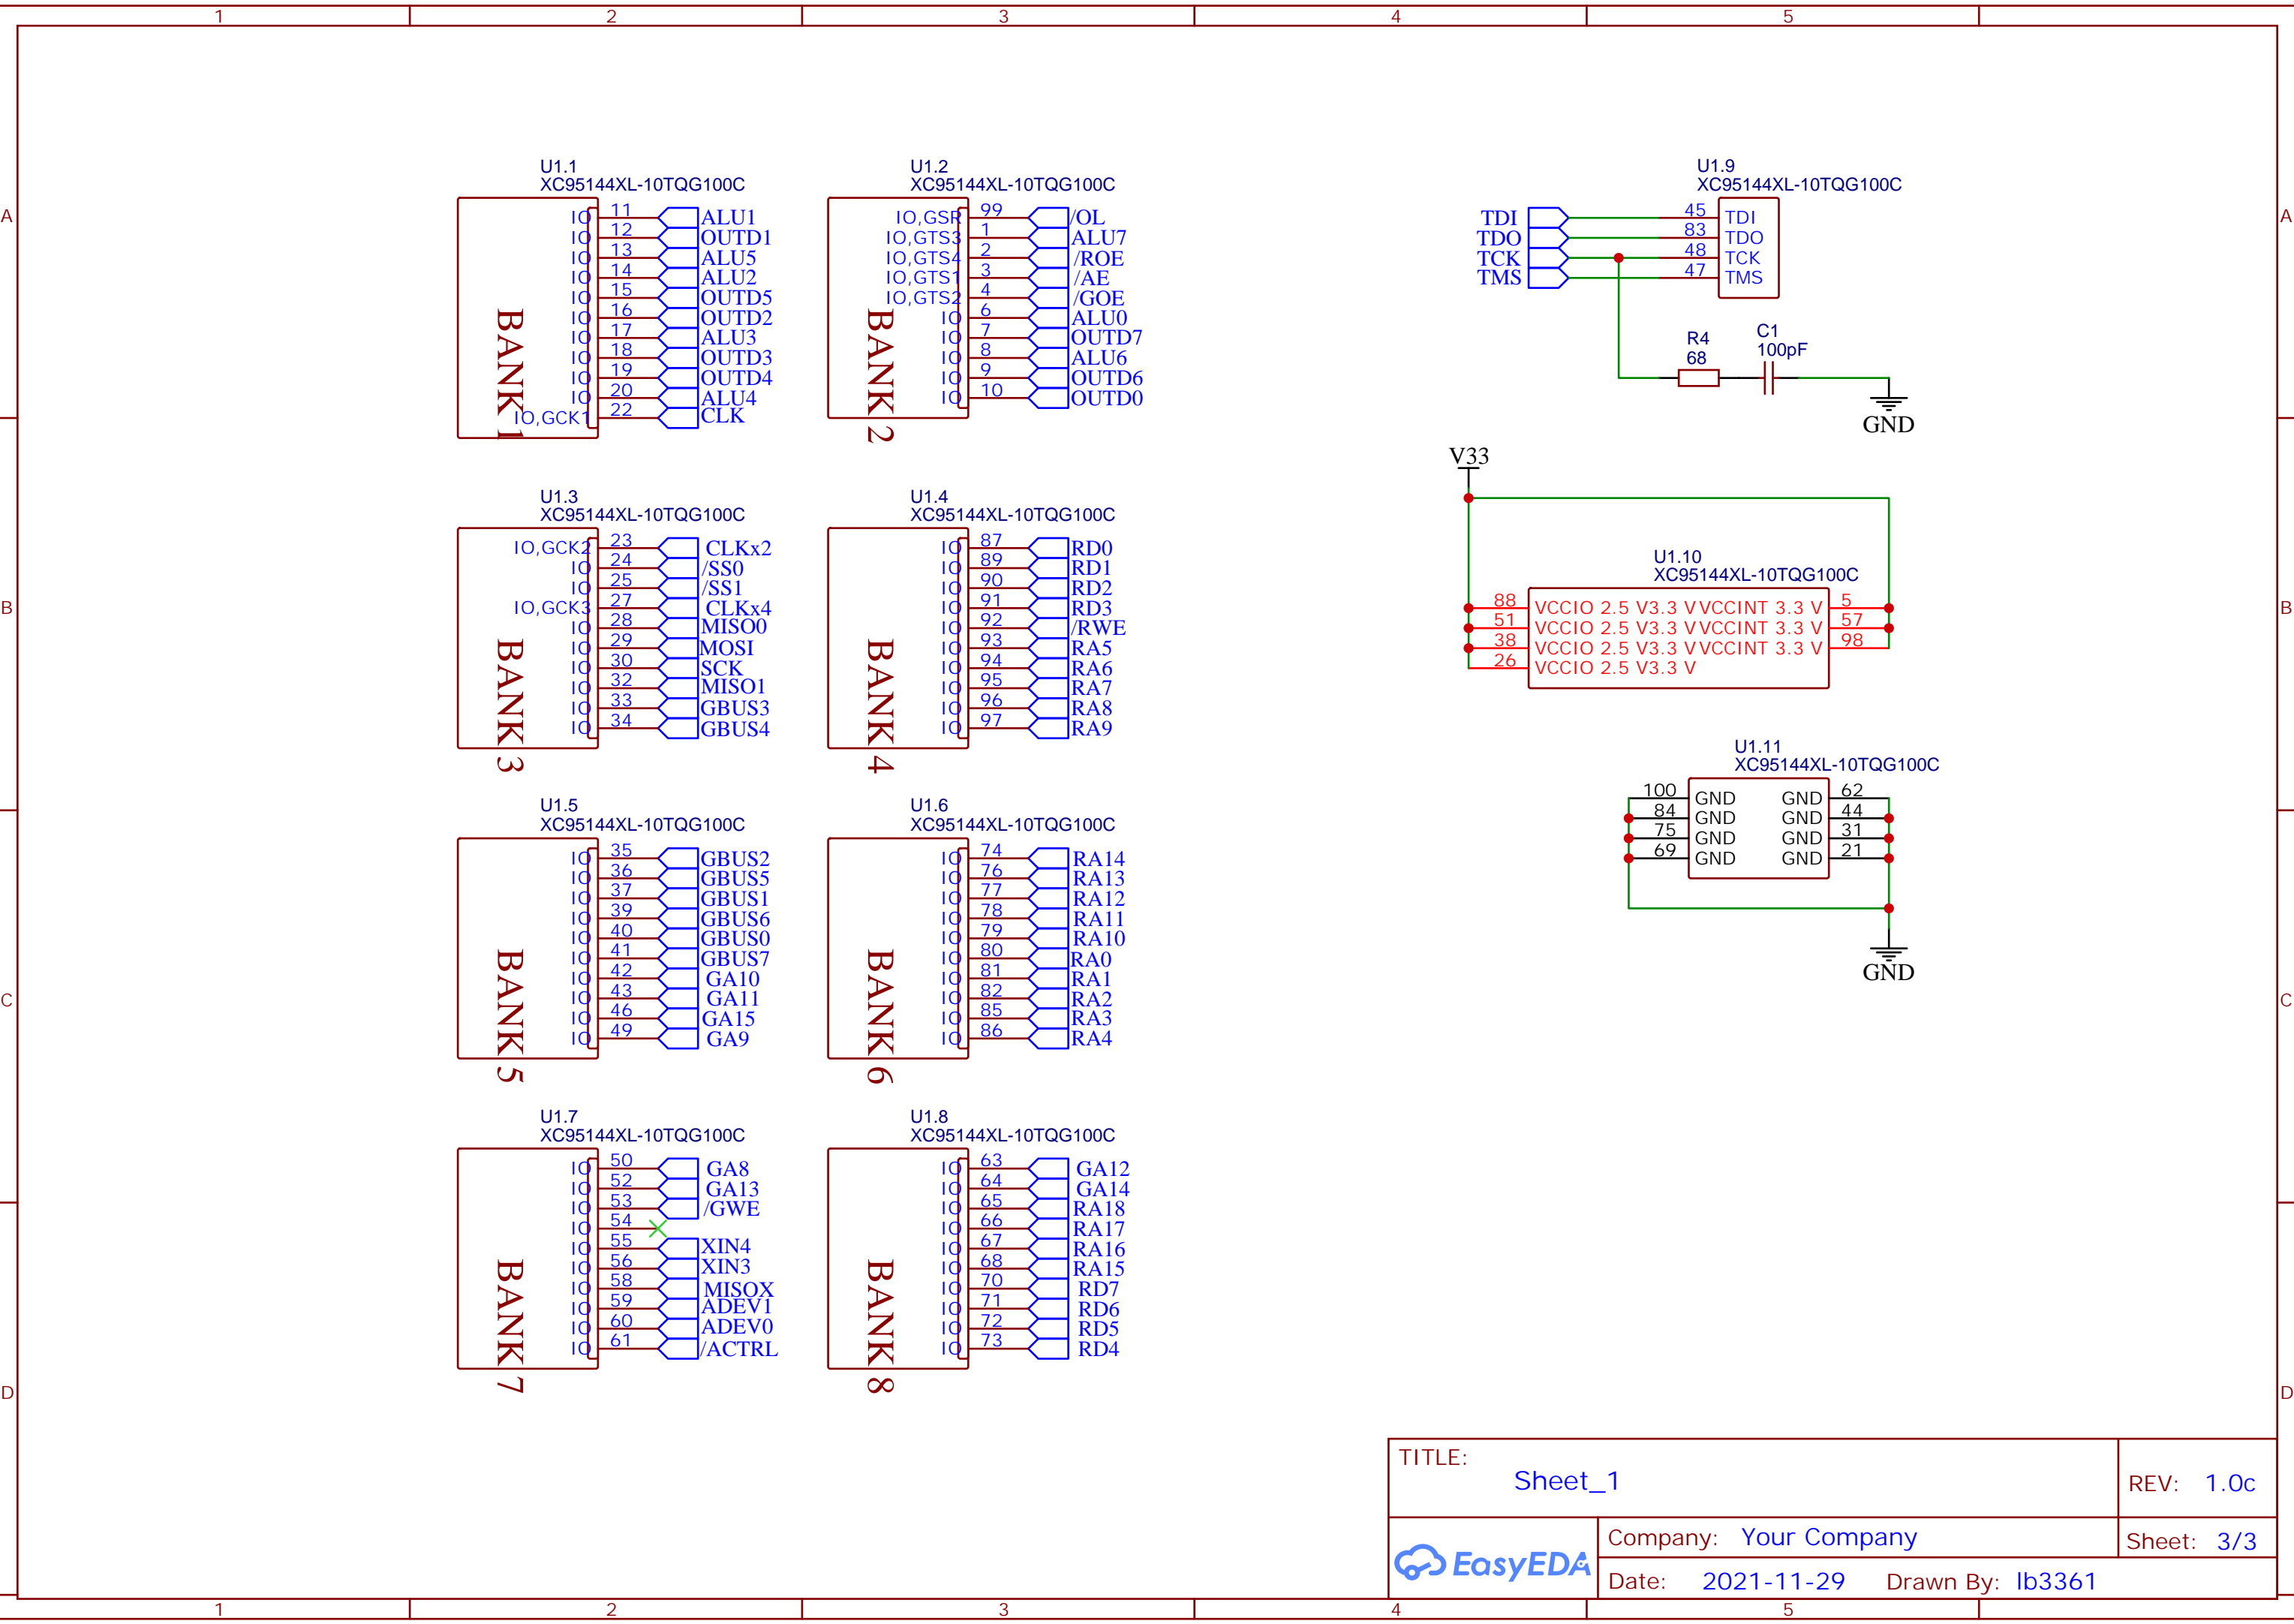 1 2 3 4 5
A A
B B
C C
D D
U1.1
XC95144XL-10TQG100C
BANK 1
IO 11 ALU1
IO 12 OUTD1
IO 13 ALU5
IO 14 ALU2
IO 15 OUTD5
IO 16 OUTD2
IO 17 ALU3
IO 18 OUTD3
IO 19 OUTD4
IO 20 ALU4
IO,GCK1 22 CLK
U1.2
XC95144XL-10TQG100C
BANK 2
IO,GSR 99 /OL
IO,GTS3 1 ALU7
IO,GTS4 2 /ROE
IO,GTS1 3 /AE
IO,GTS2 4 /GOE
IO 6 ALU0
IO 7 OUTD7
IO 8 ALU6
IO 9 OUTD6
IO 10 OUTD0
U1.3
XC95144XL-10TQG100C
BANK 3
IO,GCK2 23 CLKx2
IO 24 /SS0
IO 25 /SS1
IO,GCK3 27 CLKx4
IO 28 MISO0
IO 29 MOSI
IO 30 SCK
IO 32 MISO1
IO 33 GBUS3
IO 34 GBUS4
U1.4
XC95144XL-10TQG100C
BANK 4
IO 87 RD0
IO 89 RD1
IO 90 RD2
IO 91 RD3
IO 92 /RWE
IO 93 RA5
IO 94 RA6
IO 95 RA7
IO 96 RA8
IO 97 RA9
U1.5
XC95144XL-10TQG100C
BANK 5
IO 35 GBUS2
IO 36 GBUS5
IO 37 GBUS1
IO 39 GBUS6
IO 40 GBUS0
IO 41 GBUS7
IO 42 GA10
IO 43 GA11
IO 46 GA15
IO 49 GA9
U1.6
XC95144XL-10TQG100C
BANK 6
IO 74 RA14
IO 76 RA13
IO 77 RA12
IO 78 RA11
IO 79 RA10
IO 80 RA0
IO 81 RA1
IO 82 RA2
IO 85 RA3
IO 86 RA4
U1.7
XC95144XL-10TQG100C
BANK 7
IO 50 GA8
IO 52 GA13
IO 53 /GWE
IO 54
IO 55 XIN4
IO 56 XIN3
IO 58 MISOX
IO 59 ADEV1
IO 60 ADEV0
IO 61 /ACTRL
U1.8
XC95144XL-10TQG100C
BANK 8
IO 63 GA12
IO 64 GA14
IO 65 RA18
IO 66 RA17
IO 67 RA16
IO 68 RA15
IO 70 RD7
IO 71 RD6
IO 72 RD5
IO 73 RD4
U1.9
XC95144XL-10TQG100C
TDI 45 TDI
TDO 83 TDO
TCK 48 TCK
TMS 47 TMS
R4
68
C1
100pF
GND
V33
U1.10
XC95144XL-10TQG100C
88 VCCIO 2.5 V3.3 V VCCINT 3.3 V 5
51 VCCIO 2.5 V3.3 V VCCINT 3.3 V 57
38 VCCIO 2.5 V3.3 V VCCINT 3.3 V 98
26 VCCIO 2.5 V3.3 V
U1.11
XC95144XL-10TQG100C
100 GND GND 62
84 GND GND 44
75 GND GND 31
69 GND GND 21
GND
TITLE:
Sheet_1
REV: 1.0c
EasyEDA
Company: Your Company
Sheet: 3/3
Date: 2021-11-29 Drawn By: lb3361
1 2 3 4 5